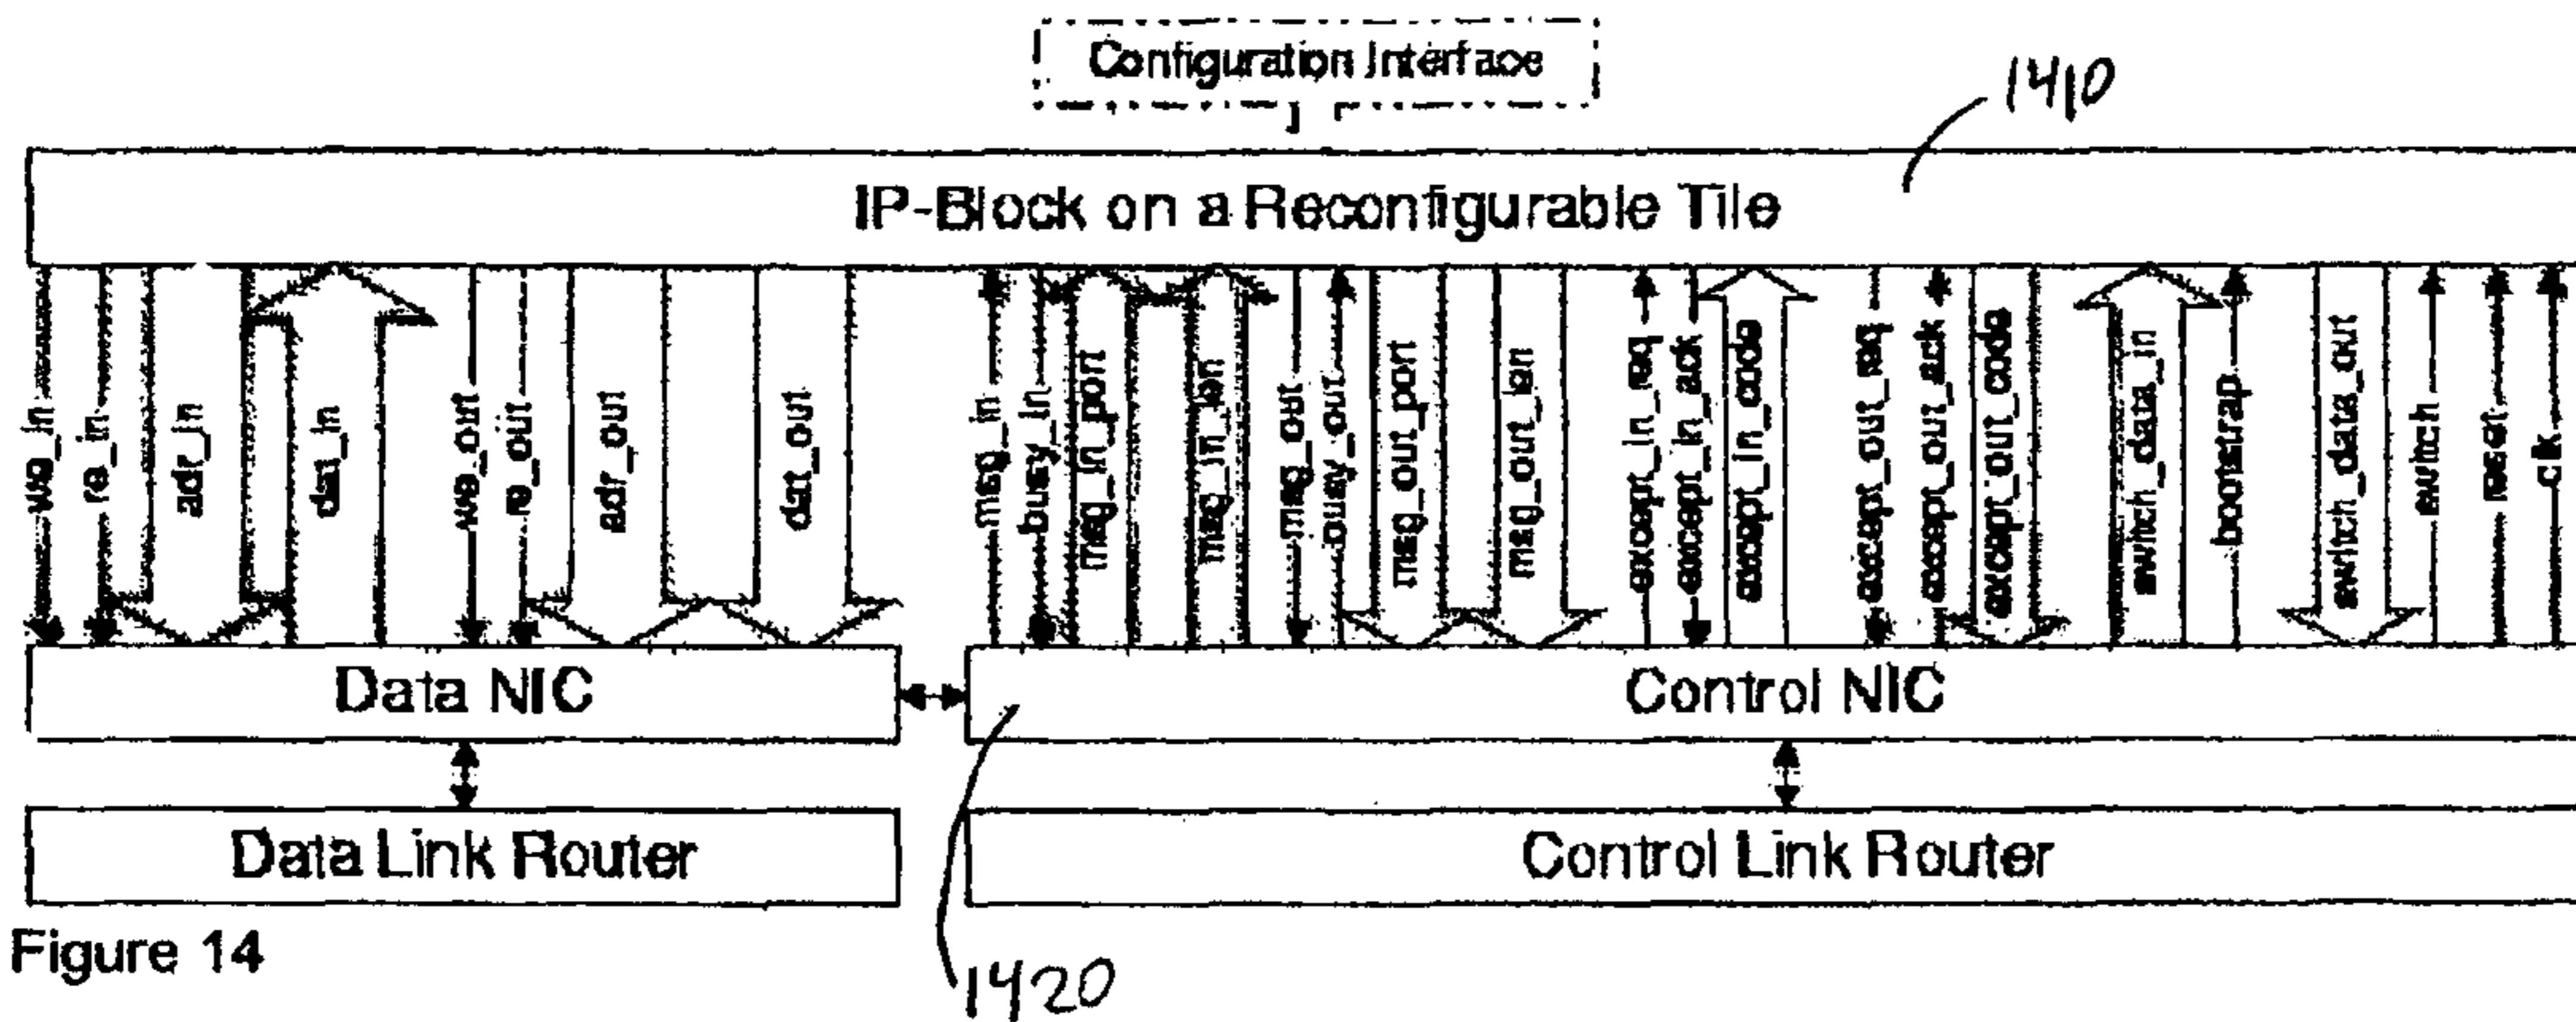 Configuration Interface
1410
IP-Block on a Reconfigurable Tile
we_in
re_in
adr_in
dat_in
we_out
re_out
adr_out
dat_out
msg_in
busy_in
msg_in_port
msg_in_len
msg_out
busy_out
msg_out_port
msg_out_len
except_in_req
except_in_ack
except_in_code
except_out_req
except_out_ack
except_out_code
switch_data_in
bootstrap
switch_data_out
switch
reset
clk
Data NIC
Control NIC
Data Link Router
Control Link Router
Figure 14
1420